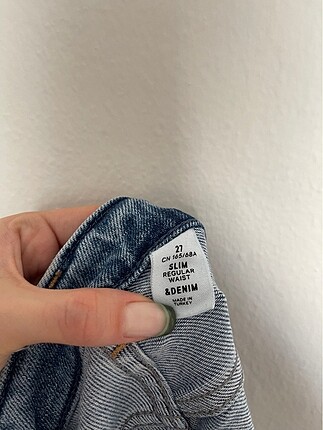 27
CN 165/68A
SLIM
REGULAR
WAIST
&DENIM
MADE IN
TURKEY